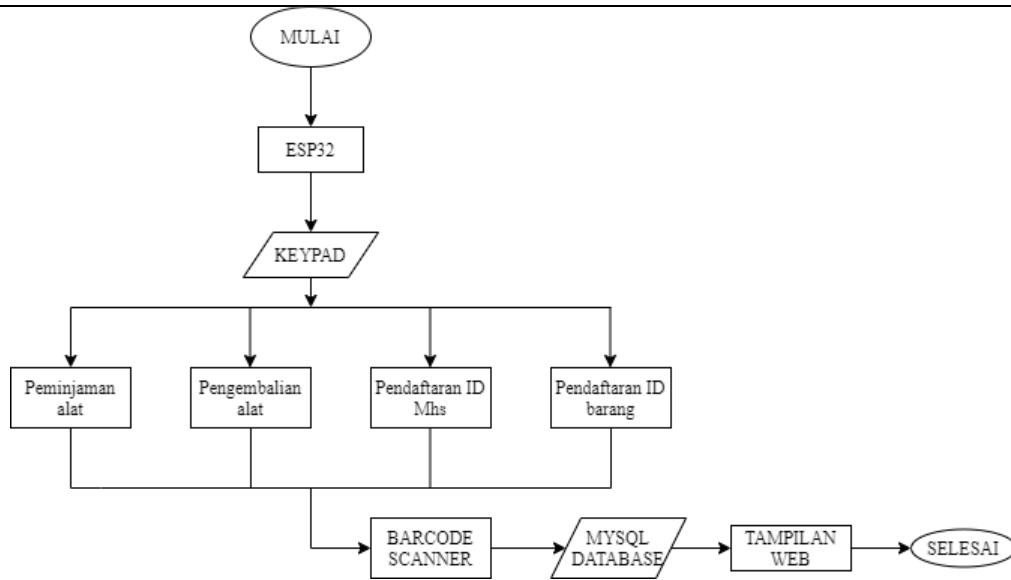 MULAI
ESP32
KEYPAD
Peminjaman
alat
Pengembalian
alat
Pendaftaran ID
Mhs
Pendaftaran ID
barang
BARCODE
SCANNER
MYSQL
DATABASE
TAMPILAN
WEB
SELESAI